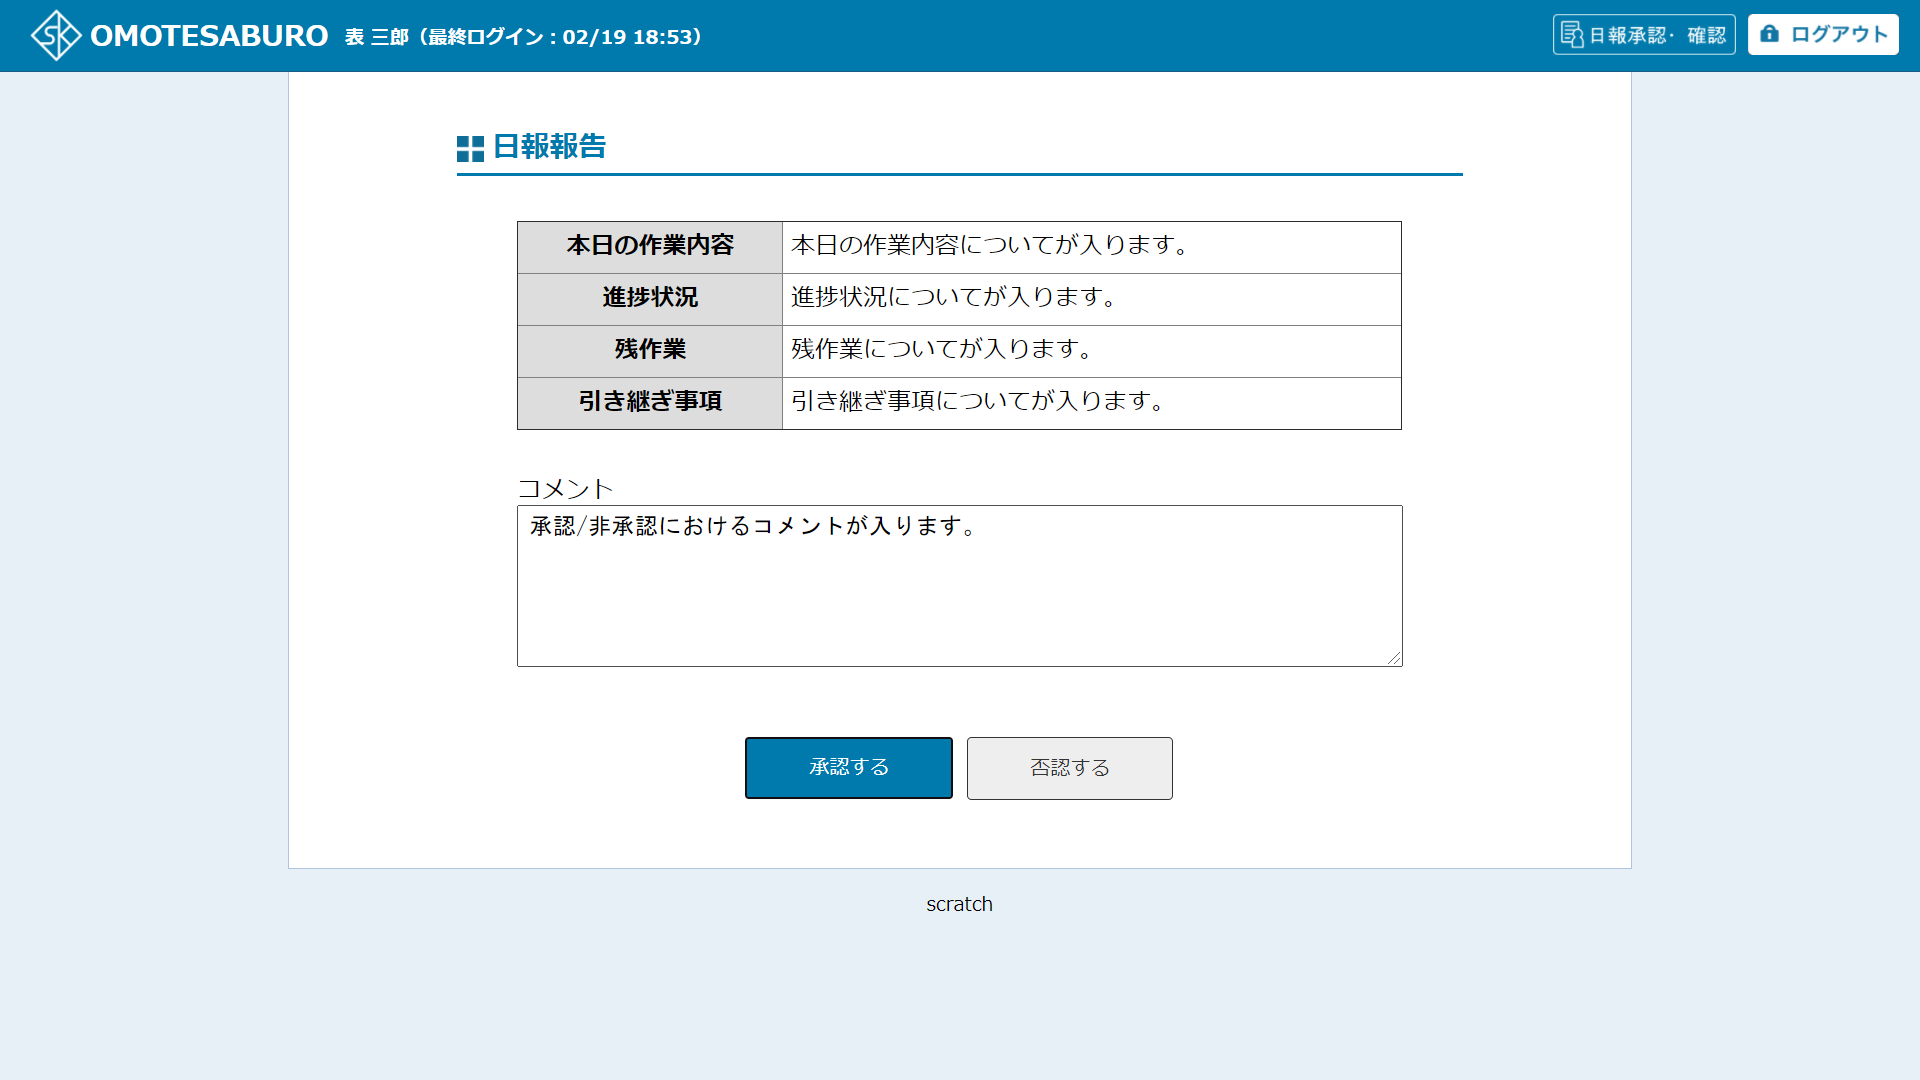 OMOTESABURO 表 三郎（最終ログイン：02/19 18:53）
日報承認・確認
ログアウト
日報報告
本日の作業内容 本日の作業内容についてが入ります。
進捗状況 進捗状況についてが入ります。
残作業 残作業についてが入ります。
引き継ぎ事項 引き継ぎ事項についてが入ります。
コメント
承認/非承認におけるコメントが入ります。
承認する 否認する
scratch